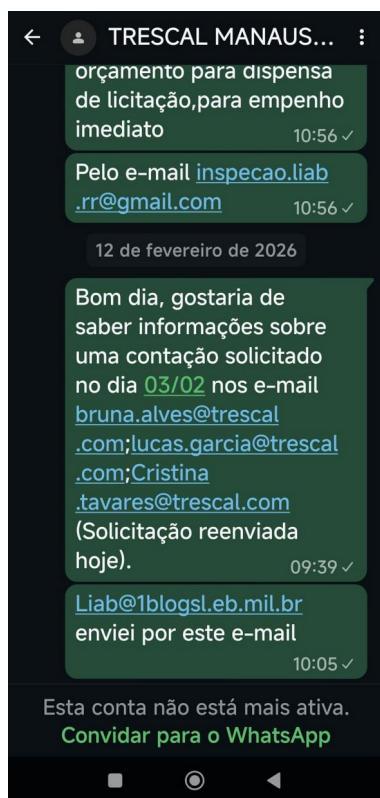 TRESCAL MANAUS...
orçamento para dispensa
de licitação,para empenho
imediato
10:56
Pelo e-mail inspecao.liab
.rr@gmail.com
10:56
12 de fevereiro de 2026
Bom dia, gostaria de
saber informações sobre
uma contação solicitado
no dia 03/02 nos e-mail
bruna.alves@trescal
.com;lucas.garcia@trescal
.com;Cristina
.tavares@trescal.com
(Solicitação reenviada
hoje).
09:39
Liab@1blogsl.eb.mil.br
enviei por este e-mail
10:05
Esta conta não está mais ativa.
Convidar para o WhatsApp